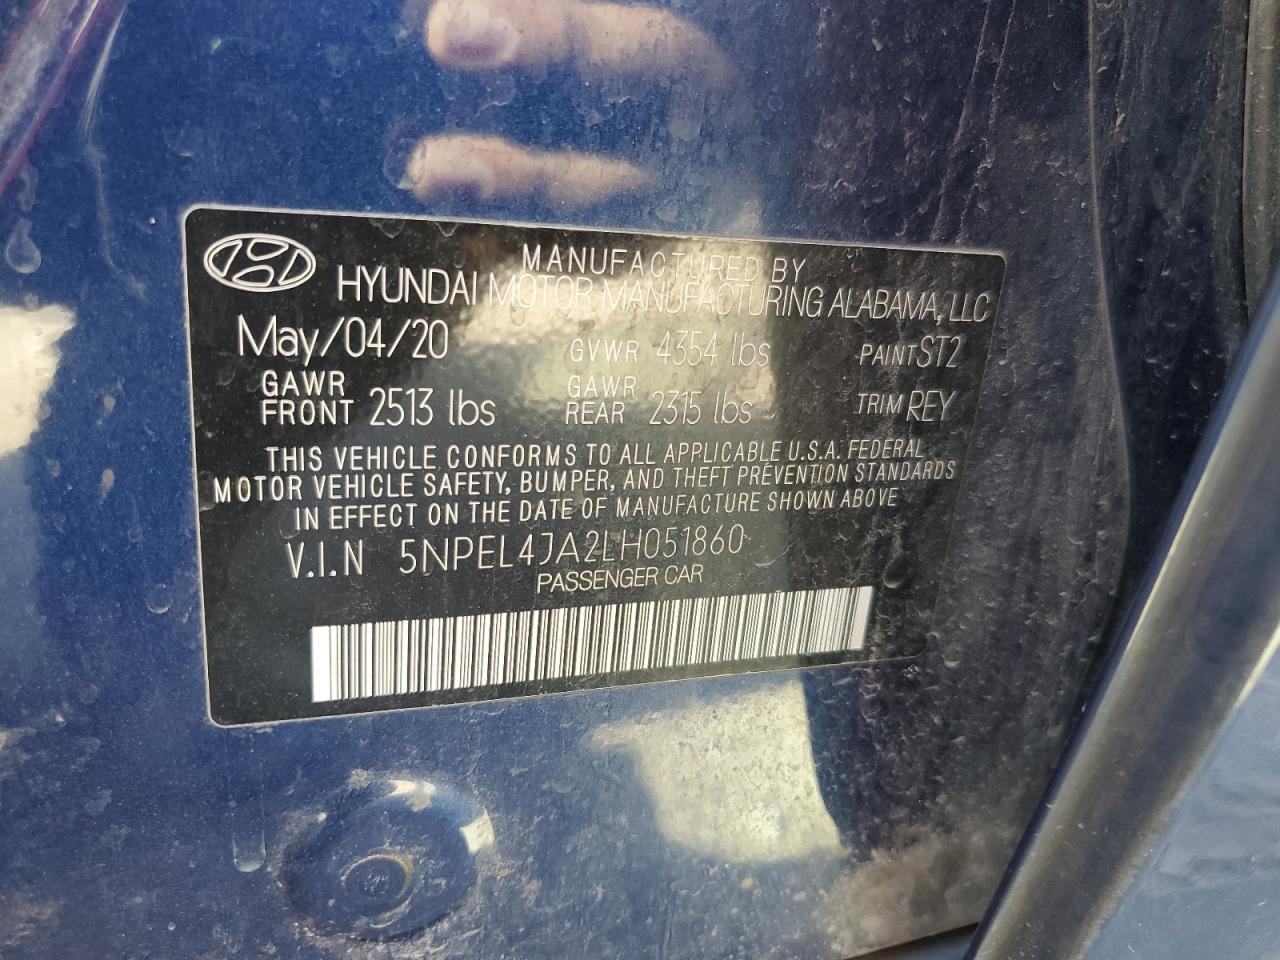 MANUFACTURED BY
HYUNDAI MOTOR MANUFACTURING ALABAMA, LLC
May/04/20 GVWR 4354 lbs PAINT ST2
GAWR FRONT 2513 lbs GAWR REAR 2315 lbs TRIM REY
THIS VEHICLE CONFORMS TO ALL APPLICABLE U.S.A. FEDERAL
MOTOR VEHICLE SAFETY, BUMPER, AND THEFT PREVENTION STANDARDS
IN EFFECT ON THE DATE OF MANUFACTURE SHOWN ABOVE
V.I.N 5NPEL4JA2LH051860
PASSENGER CAR